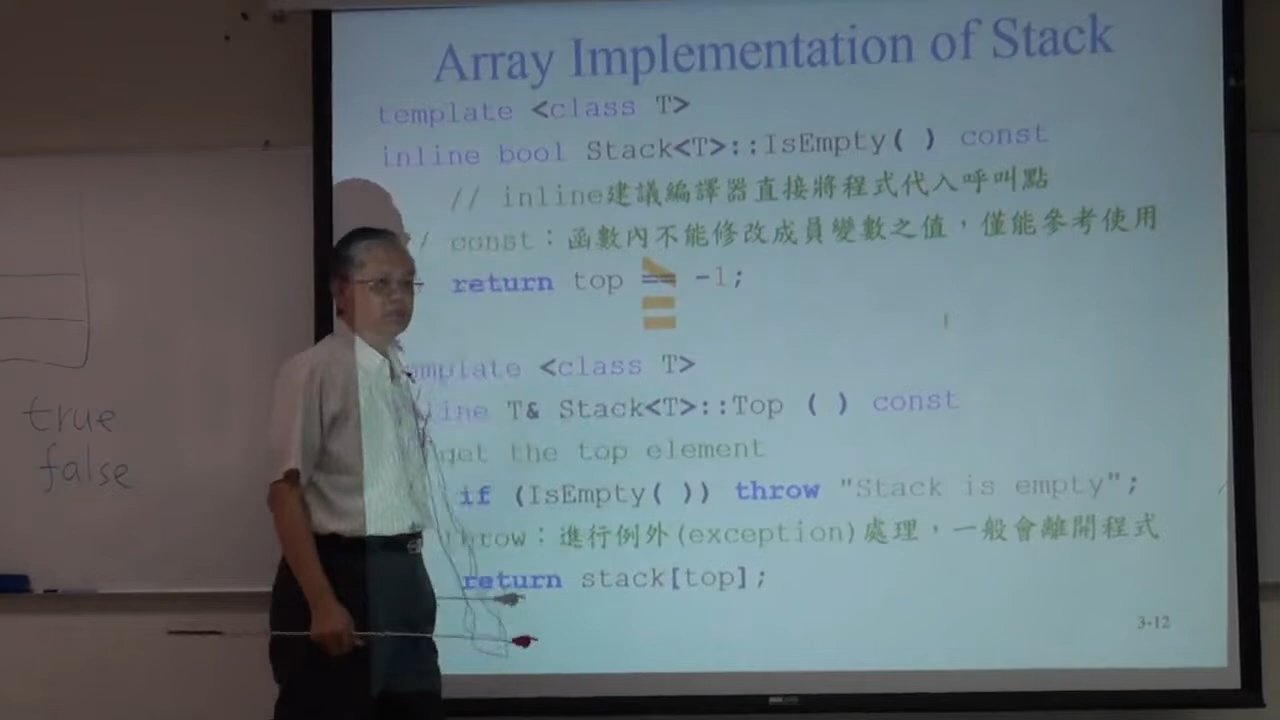 Array Implementation of Stack
template <class T>
inline bool Stack<T>::IsEmpty( ) const
// inline建議編譯器直接將程式代入呼叫點
/ const：函數內不能修改成員變數之值，僅能參考使用
return top == -1;
mplate <class T>
line T& Stack<T>::Top ( ) const
get the top element
if (IsEmpty( )) throw "Stack is empty";
hrow：進行例外(exception)處理，一般會離開程式
return stack[top];
3-12
true
false